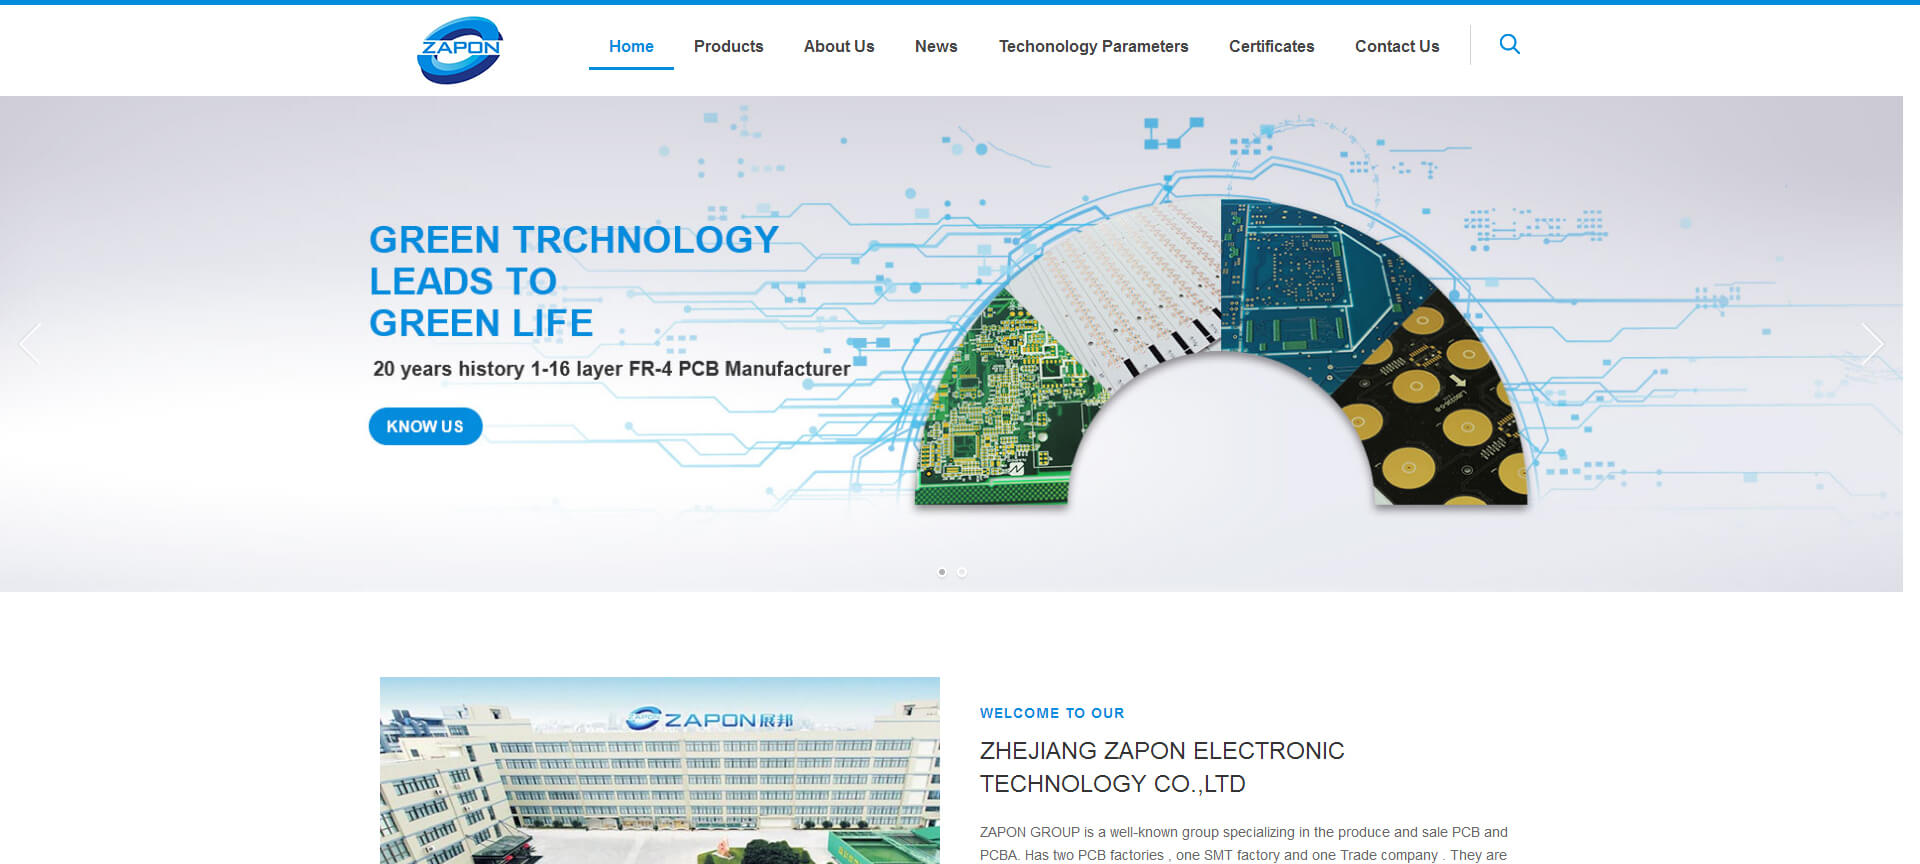 ZAPON
Home
Products
About Us
News
Techonology Parameters
Certificates
Contact Us
GREEN TRCHNOLOGY
LEADS TO
GREEN LIFE
20 years history 1-16 layer FR-4 PCB Manufacturer
KNOW US
ZAPON ZAPON展邦
WELCOME TO OUR
ZHEJIANG ZAPON ELECTRONIC
TECHNOLOGY CO.,LTD
ZAPON GROUP is a well-known group specializing in the produce and sale PCB and
PCBA. Has two PCB factories , one SMT factory and one Trade company . They are